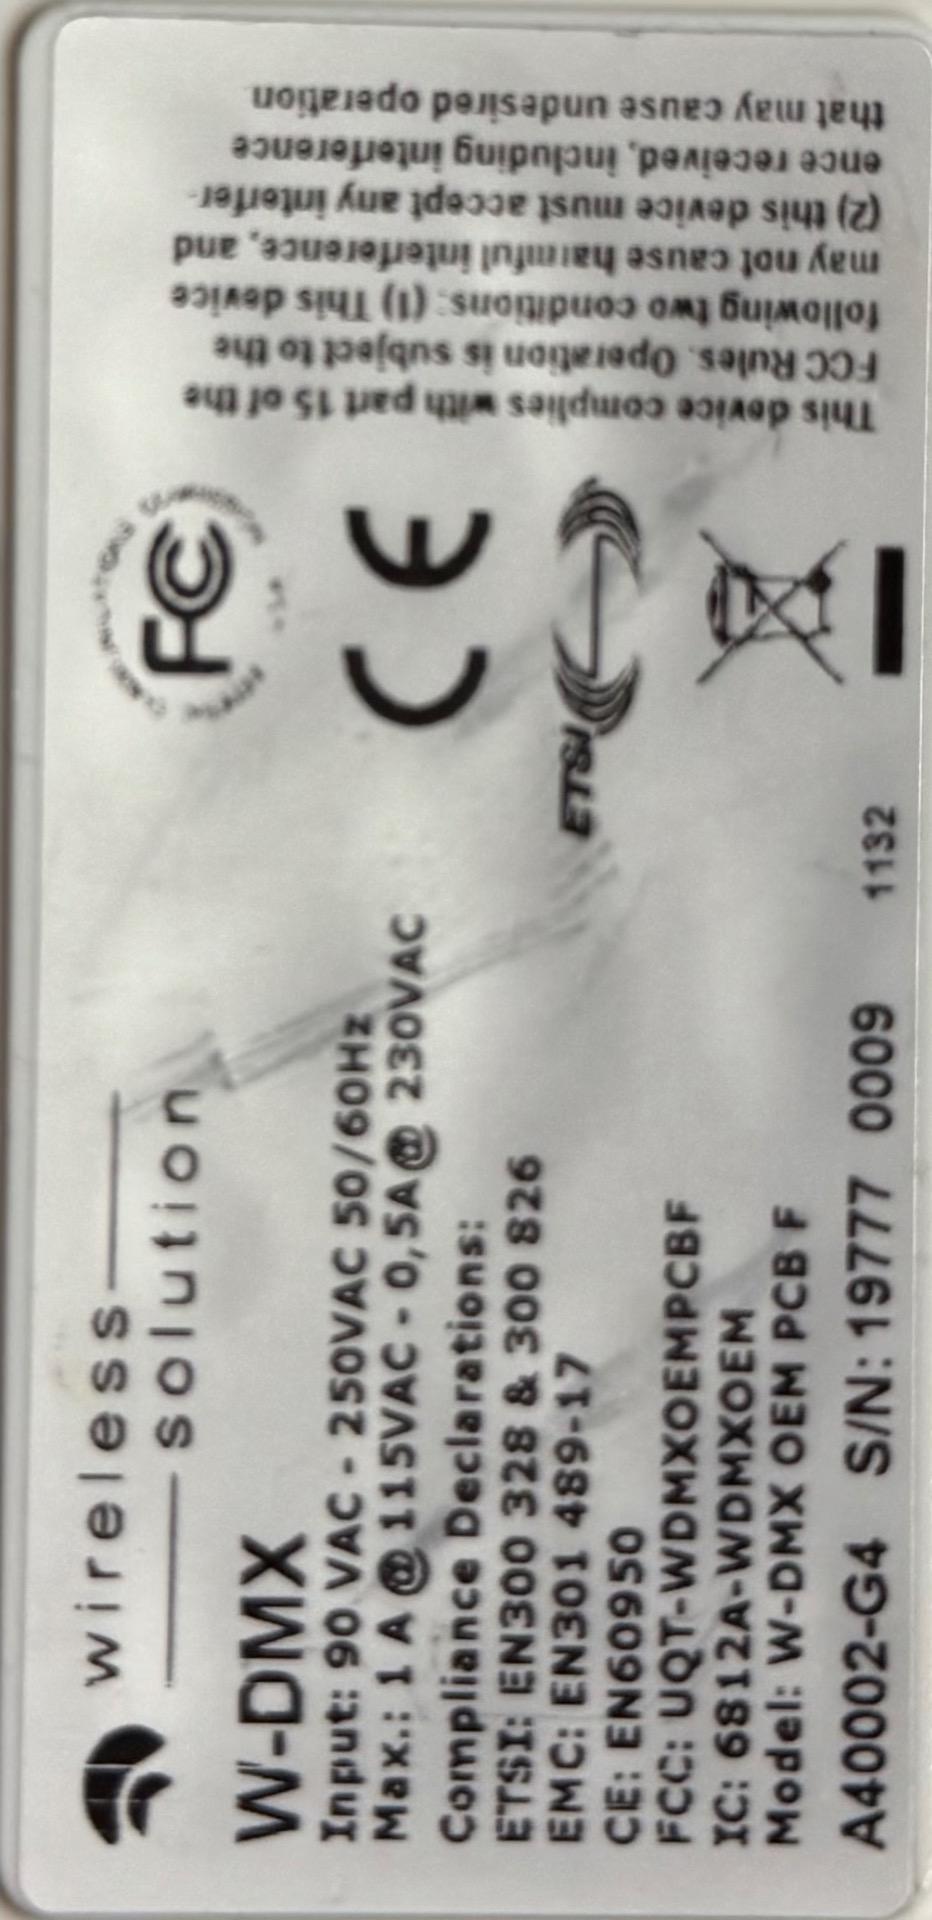 wireless
solution
W-DMX
Input: 90 VAC - 250VAC 50/60Hz
Max.: 1 A @ 115VAC - 0,5A@ 230VAC
Compliance Declarations:
ETSI: EN300 328 & 300 826
EMC: EN301 489-17
CE: EN60950
FCC: UQT-WDMXOEMPCBF
IC: 6812A-WDMXOEM
Model: W-DMX OEM PCB F
A40002-G4 S/N: 19777 0009 1132
FC
CE
ETSI
This device complies with part 15 of the
FCC Rules. Operation is subject to the
following two conditions: (1) This device
may not cause harmful interference, and
(2) this device must accept any interfer-
ence received, including interference
that may cause undesired operation